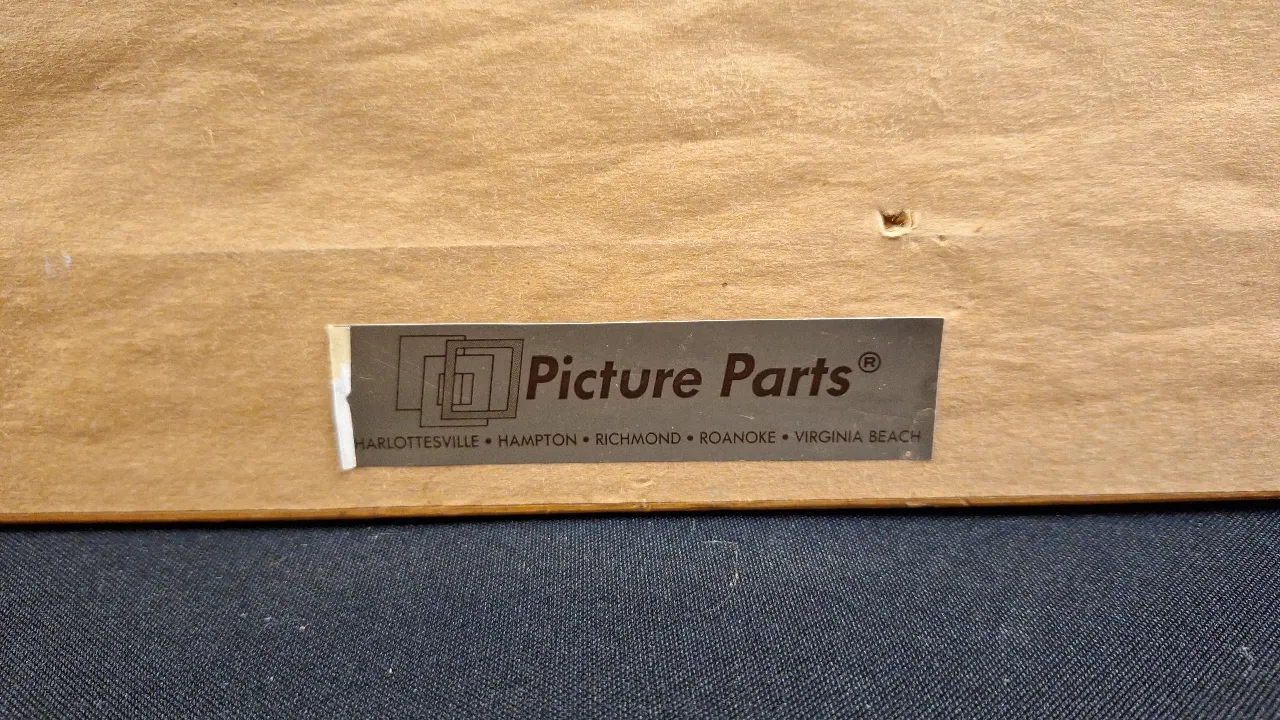 Picture Parts®
HARLOTTESVILLE • HAMPTON • RICHMOND • ROANOKE • VIRGINIA BEACH